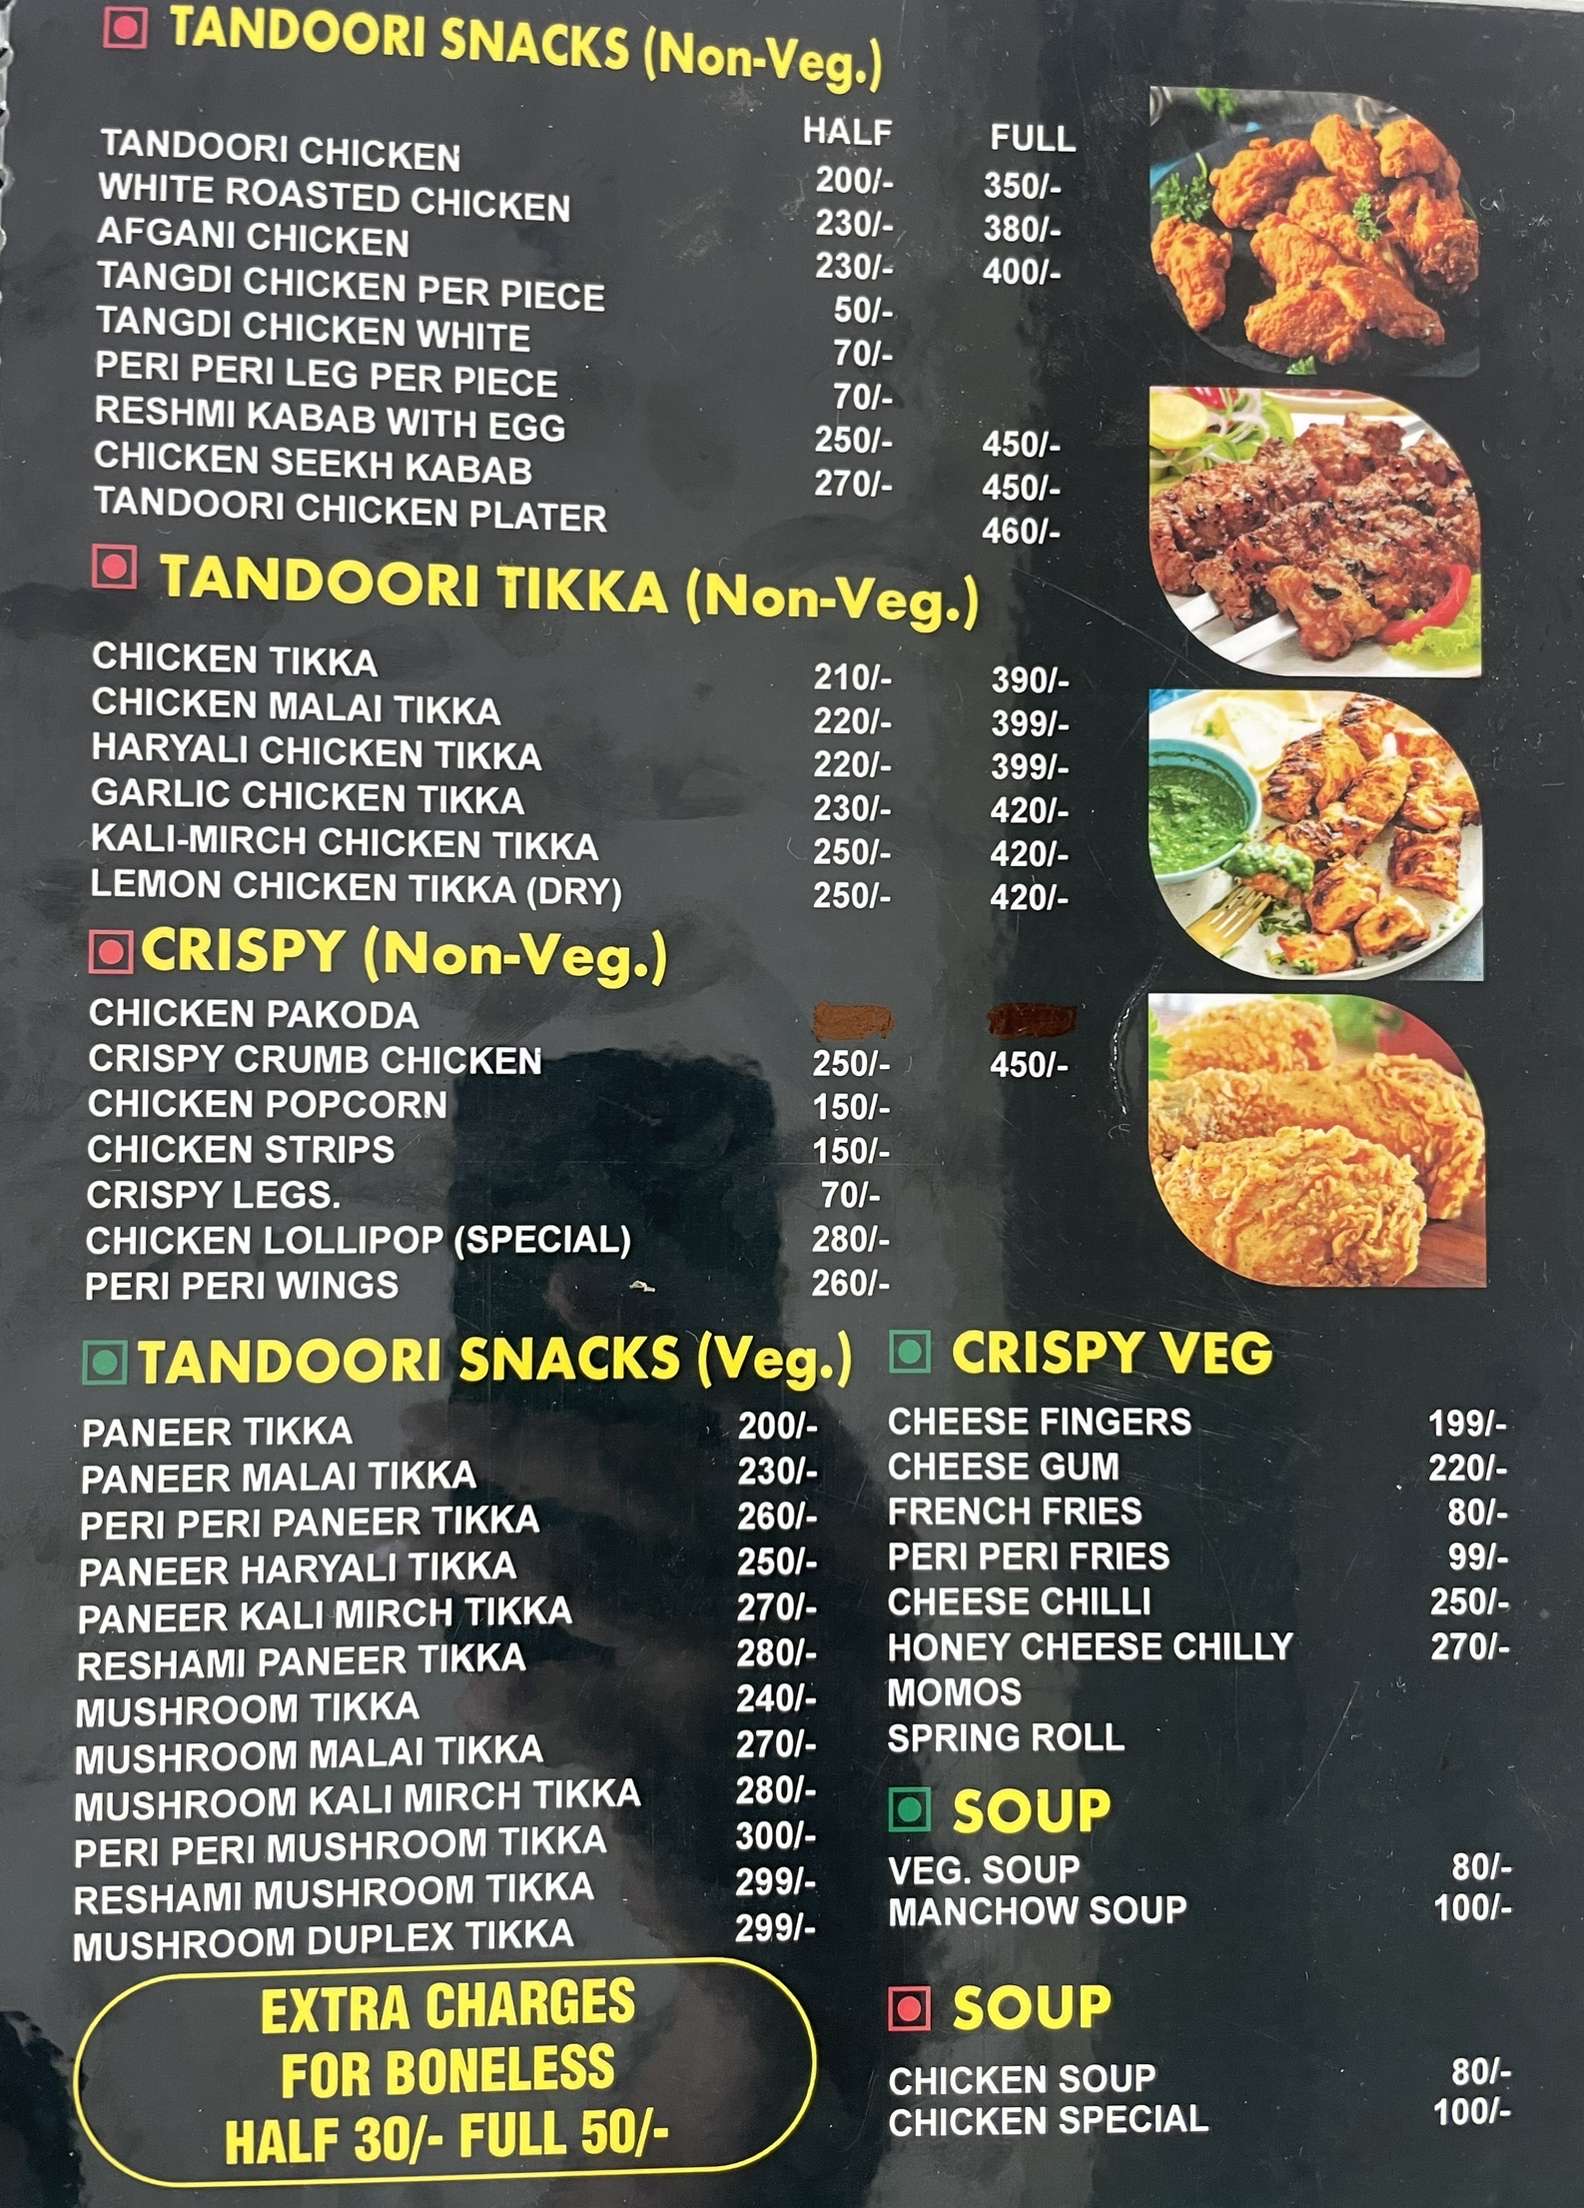 TANDOORI SNACKS (Non-Veg.)
HALF FULL
TANDOORI CHICKEN 200/- 350/-
WHITE ROASTED CHICKEN 230/- 380/-
AFGANI CHICKEN 230/- 400/-
TANGDI CHICKEN PER PIECE 50/-
TANGDI CHICKEN WHITE 70/-
PERI PERI LEG PER PIECE 70/-
RESHMI KABAB WITH EGG 250/- 450/-
CHICKEN SEEKH KABAB 270/- 450/-
TANDOORI CHICKEN PLATER 460/-
TANDOORI TIKKA (Non-Veg.)
CHICKEN TIKKA 210/- 390/-
CHICKEN MALAI TIKKA 220/- 399/-
HARYALI CHICKEN TIKKA 220/- 399/-
GARLIC CHICKEN TIKKA 230/- 420/-
KALI-MIRCH CHICKEN TIKKA 250/- 420/-
LEMON CHICKEN TIKKA (DRY) 250/- 420/-
CRISPY (Non-Veg.)
CHICKEN PAKODA
CRISPY CRUMB CHICKEN 250/- 450/-
CHICKEN POPCORN 150/-
CHICKEN STRIPS 150/-
CRISPY LEGS. 70/-
CHICKEN LOLLIPOP (SPECIAL) 280/-
PERI PERI WINGS 260/-
TANDOORI SNACKS (Veg.)
PANEER TIKKA 200/-
PANEER MALAI TIKKA 230/-
PERI PERI PANEER TIKKA 260/-
PANEER HARYALI TIKKA 250/-
PANEER KALI MIRCH TIKKA 270/-
RESHAMI PANEER TIKKA 280/-
MUSHROOM TIKKA 240/-
MUSHROOM MALAI TIKKA 270/-
MUSHROOM KALI MIRCH TIKKA 280/-
PERI PERI MUSHROOM TIKKA 300/-
RESHAMI MUSHROOM TIKKA 299/-
MUSHROOM DUPLEX TIKKA 299/-
EXTRA CHARGES
FOR BONELESS
HALF 30/- FULL 50/-
CRISPY VEG
CHEESE FINGERS 199/-
CHEESE GUM 220/-
FRENCH FRIES 80/-
PERI PERI FRIES 99/-
CHEESE CHILLI 250/-
HONEY CHEESE CHILLY 270/-
MOMOS
SPRING ROLL
SOUP
VEG. SOUP 80/-
MANCHOW SOUP 100/-
SOUP
CHICKEN SOUP 80/-
CHICKEN SPECIAL 100/-